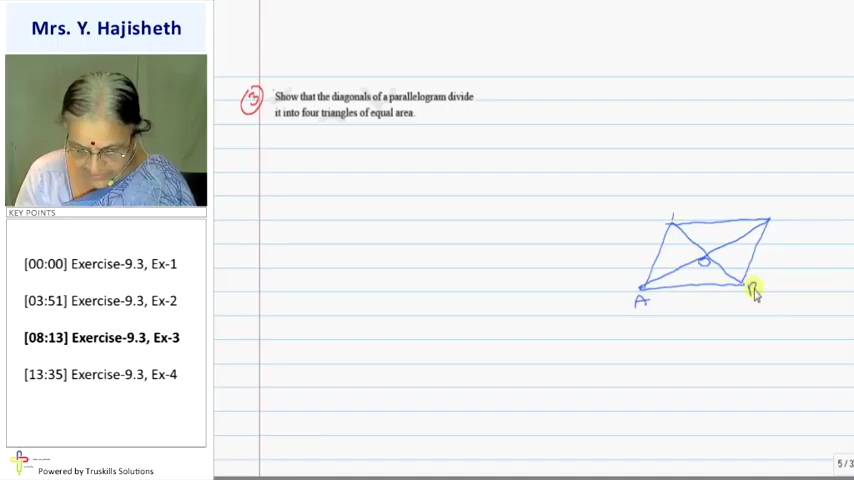 Mrs. Y. Hajisheth
KEY POINTS
[00:00] Exercise-9.3, Ex-1
[03:51] Exercise-9.3, Ex-2
[08:13] Exercise-9.3, Ex-3
[13:35] Exercise-9.3, Ex-4
Powered by Truskills Solutions
3
Show that the diagonals of a parallelogram divide
it into four triangles of equal area.
O
A
B
5 / 3